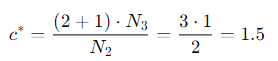 c* = (2 + 1) · N₃ / N₂ = 3 · 1 / 2 = 1.5